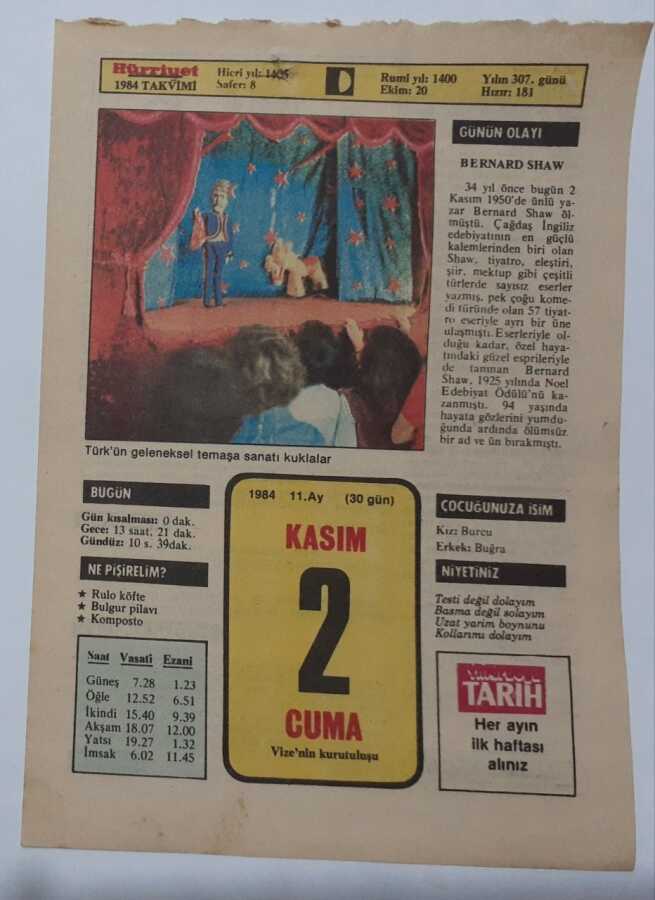 Hürriyet
1984 TAKVİMİ
Hicri yıl: 1405
Safer: 8
Rumi yıl: 1400
Ekim: 20
Yılın 307. günü
Hızır: 181
GÜNÜN OLAYI
BERNARD SHAW
34 yıl önce bugün 2
Kasım 1950'de ünlü ya-
zar Bernard Shaw öl-
müştü. Çağdaş İngiliz
edebiyatının en güçlü
kalemlerinden biri olan
Shaw, tiyatro, eleştiri,
şiir, mektup gibi çeşitli
türlerde sayısız eserler
yazmış, pek çoğu kome-
di türünde olan 57 tiyat-
ro eseriyle ayrı bir üne
ulaşmıştı. Eserleriyle ol-
duğu kadar, özel haya-
tındaki güzel esprileriyle
de tanınan Bernard
Shaw, 1925 yılında Noel
Edebiyat Ödülü'nü ka-
zanmıştı. 94 yaşında
hayata gözlerini yumdu-
ğunda ardında ölümsüz
bir ad ve ün bırakmıştı.
Türk'ün geleneksel temaşa sanatı kuklalar
BUGÜN
Gün kısalması: 0 dak.
Gece: 13 saat, 21 dak.
Gündüz: 10 s. 39dak.
NE PİŞİRELİM?
★ Rulo köfte
★ Bulgur pilavı
★ Komposto
Saat Vasati Ezani
Güneş 7.28 1.23
Öğle 12.52 6.51
İkindi 15.40 9.39
Akşam 18.07 12.00
Yatsı 19.27 1.32
İmsak 6.02 11.45
1984 11.Ay (30 gün)
KASIM
2
CUMA
Vize'nin kurutuluşu
ÇOCUĞUNUZA İSİM
Kız: Burcu
Erkek: Buğra
NİYETİNİZ
Testi değil dolayım
Basma değil solayım
Uzat yarim boynunu
Kollarımı dolayım
TARİH
Her ayın
ilk haftası
alınız